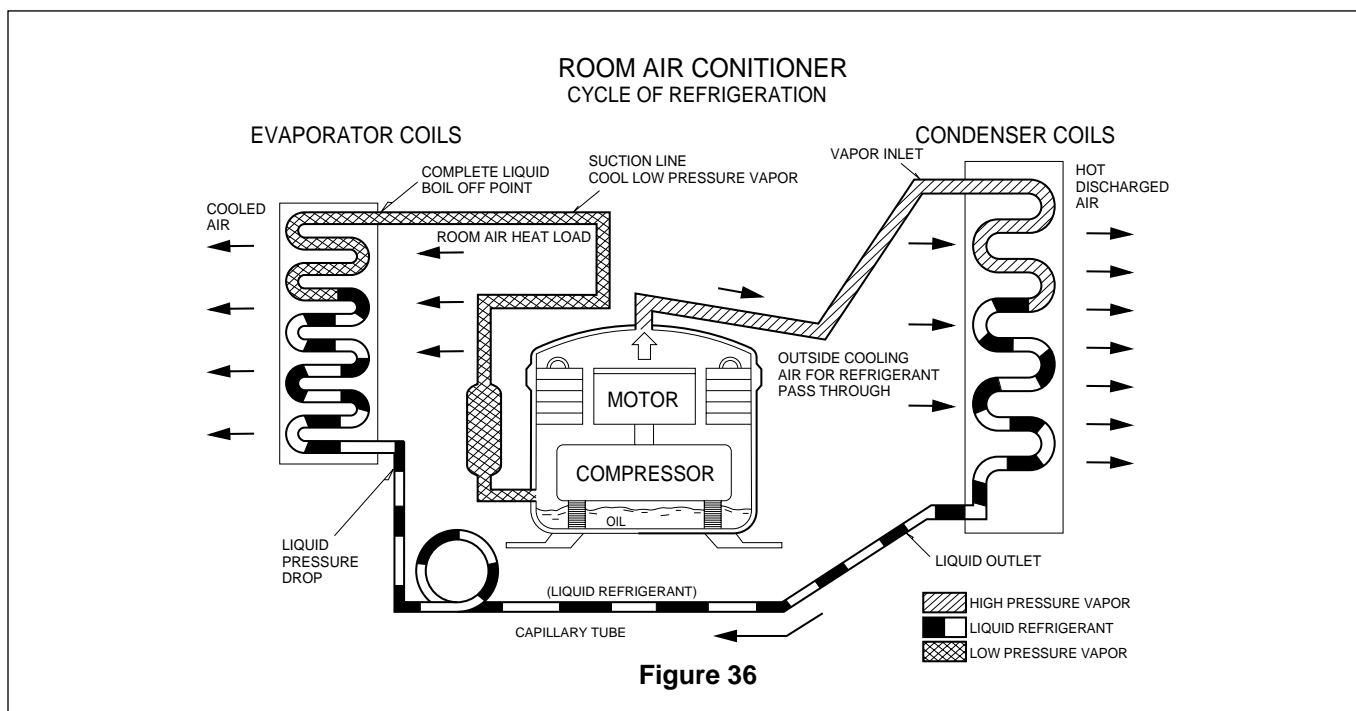 ROOM AIR CONITIONER
CYCLE OF REFRIGERATION
EVAPORATOR COILS
CONDENSER COILS
COMPLETE LIQUID
BOIL OFF POINT
SUCTION LINE
COOL LOW PRESSURE VAPOR
VAPOR INLET
HOT
DISCHARGED
AIR
COOLED
AIR
ROOM AIR HEAT LOAD
OUTSIDE COOLING
AIR FOR REFRIGERANT
PASS THROUGH
MOTOR
COMPRESSOR
OIL
LIQUID
PRESSURE
DROP
LIQUID OUTLET
(LIQUID REFRIGERANT)
CAPILLARY TUBE
HIGH PRESSURE VAPOR
LIQUID REFRIGERANT
LOW PRESSURE VAPOR
Figure 36